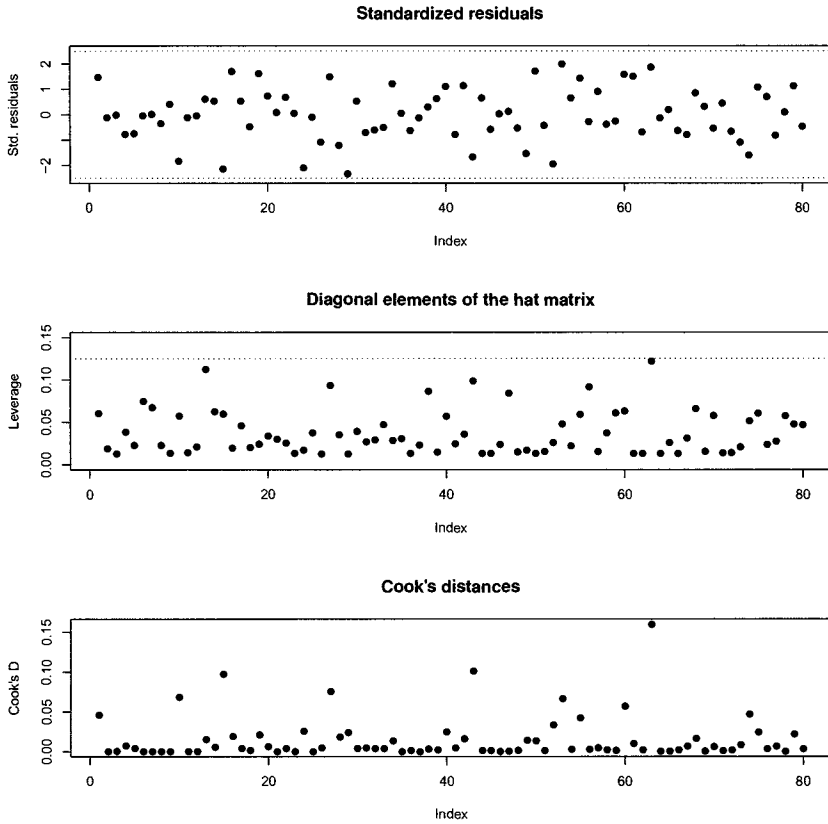 Standardized residuals
Std. residuals
2
0
−2
0
20
40
60
80
Index
Diagonal elements of the hat matrix
Leverage
0.15
0.10
0.05
0.00
0
20
40
60
80
Index
Cook's distances
Cook's D
0.15
0.10
0.05
0.00
0
20
40
60
80
Index